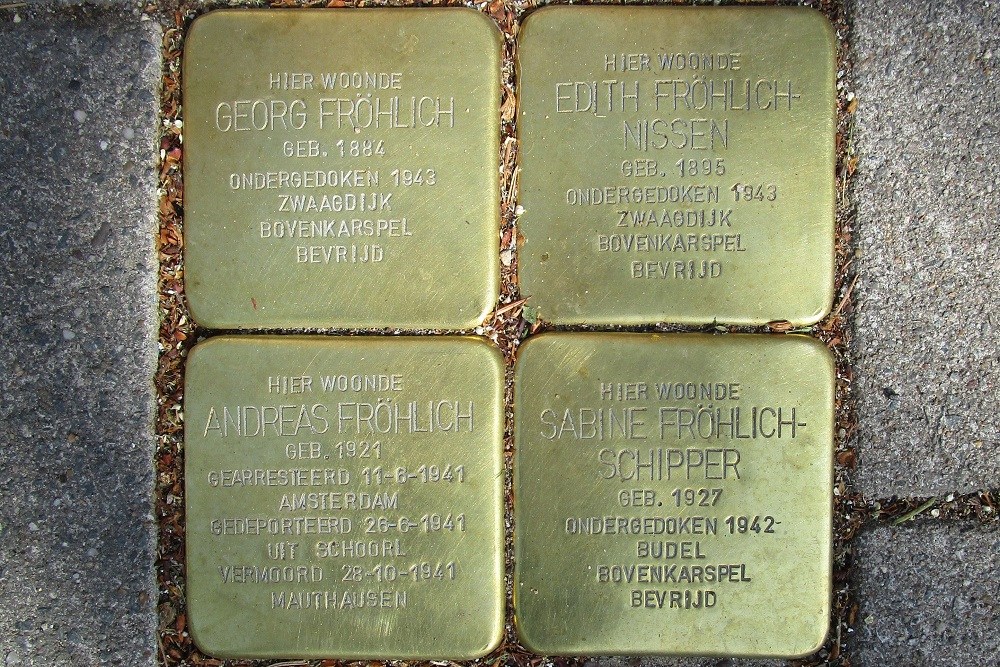 HIER WOONDE
GEORG FRÖHLICH
GEB. 1884
ONDERGEDOKEN 1943
ZWAAGDIJK
BOVENKARSPEL
BEVRIJD
HIER WOONDE
EDITH FRÖHLICH-
NISSEN
GEB. 1895
ONDERGEDOKEN 1943
ZWAAGDIJK
BOVENKARSPEL
BEVRIJD
HIER WOONDE
ANDREAS FRÖHLICH
GEB. 1921
GEARRESTEERD 11-6-1941
AMSTERDAM
GEDEPORTEERD 26-6-1941
UIT SCHOORL
VERMOORD 28-10-1941
MAUTHAUSEN
HIER WOONDE
SABINE FRÖHLICH-
SCHIPPER
GEB. 1927
ONDERGEDOKEN 1942
BUDEL
BOVENKARSPEL
BEVRIJD